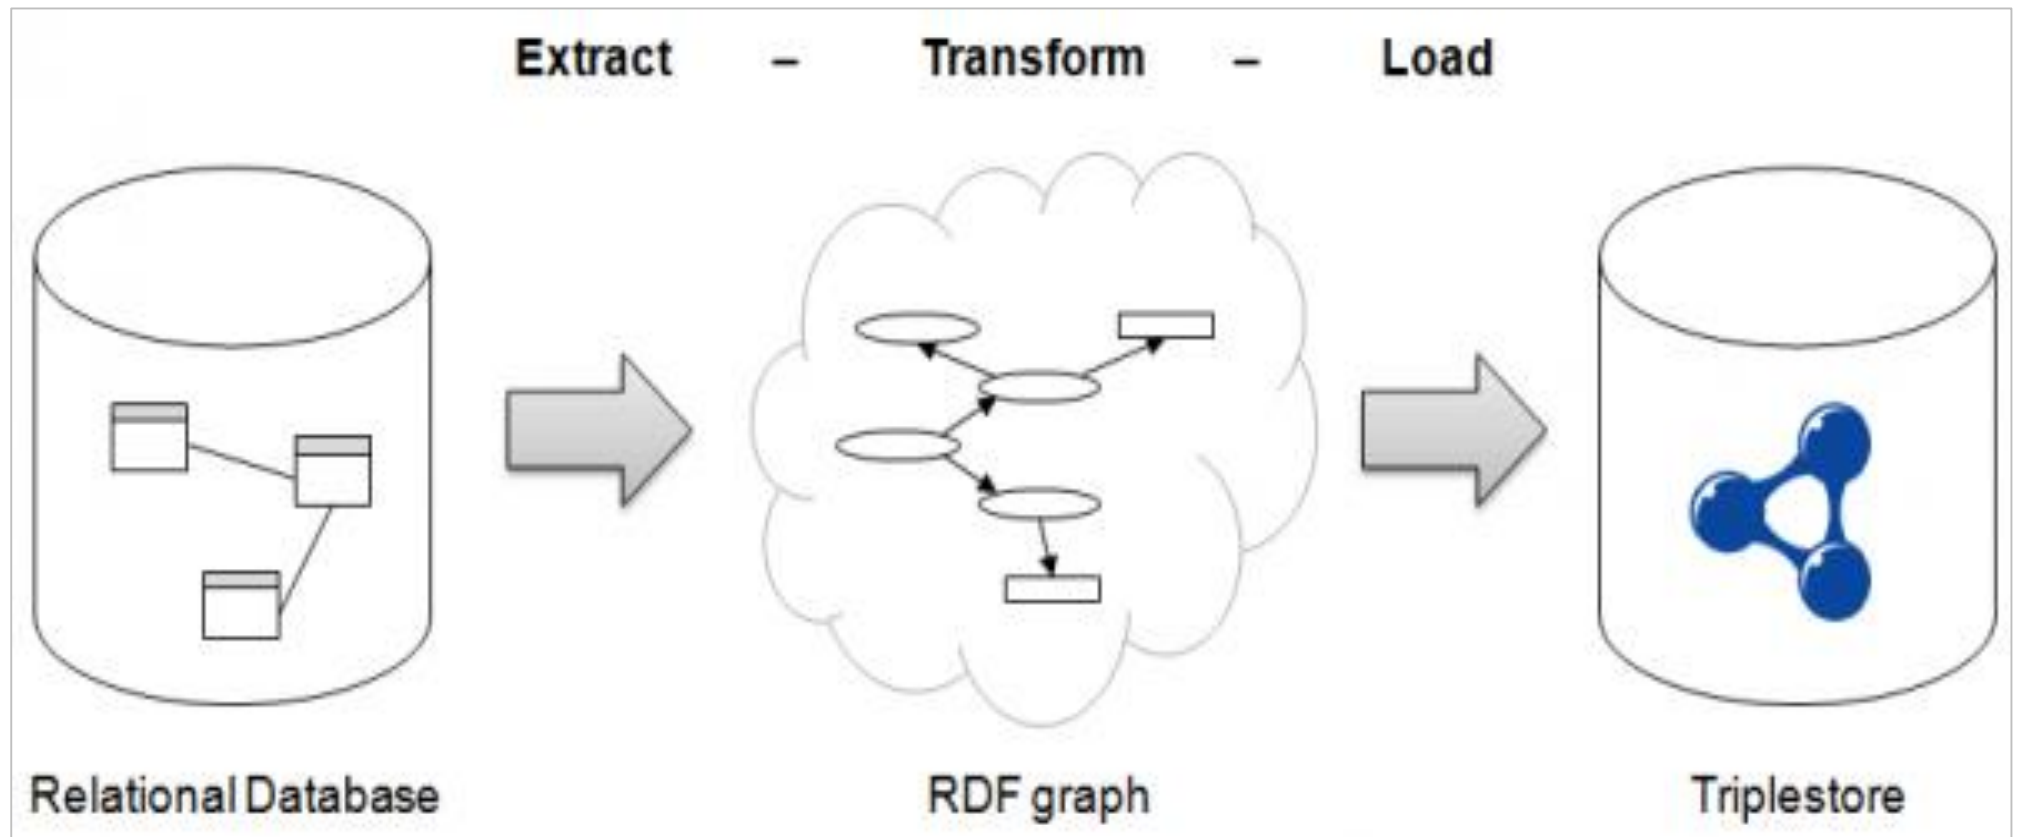 Extract – Transform – Load
Relational Database
RDF graph
Triplestore